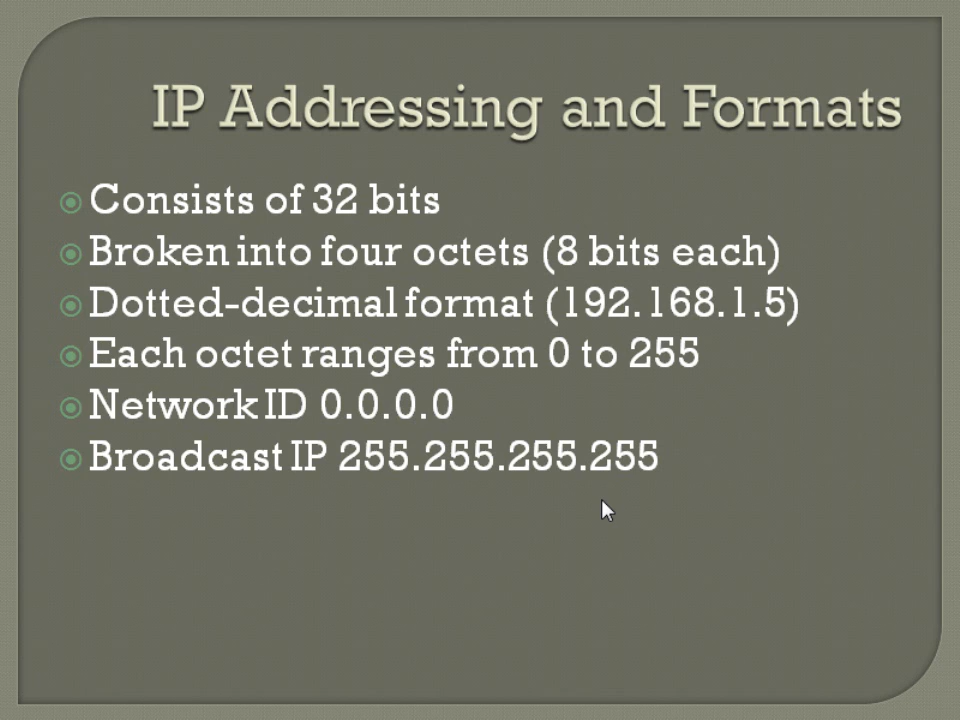 IP Addressing and Formats
Consists of 32 bits
Broken into four octets (8 bits each)
Dotted-decimal format (192.168.1.5)
Each octet ranges from 0 to 255
Network ID 0.0.0.0
Broadcast IP 255.255.255.255